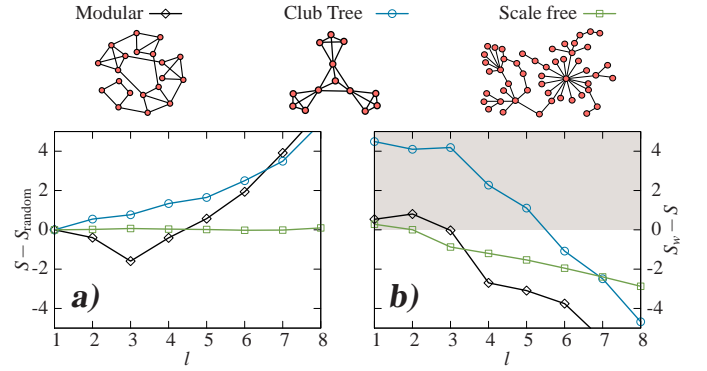 Modular
Club Tree
Scale free
4
2
0
-2
-4
S − S_random
a)
1 2 3 4 5 6 7 8
l
b)
4
2
0
-2
-4
S_w − S
1 2 3 4 5 6 7 8
l